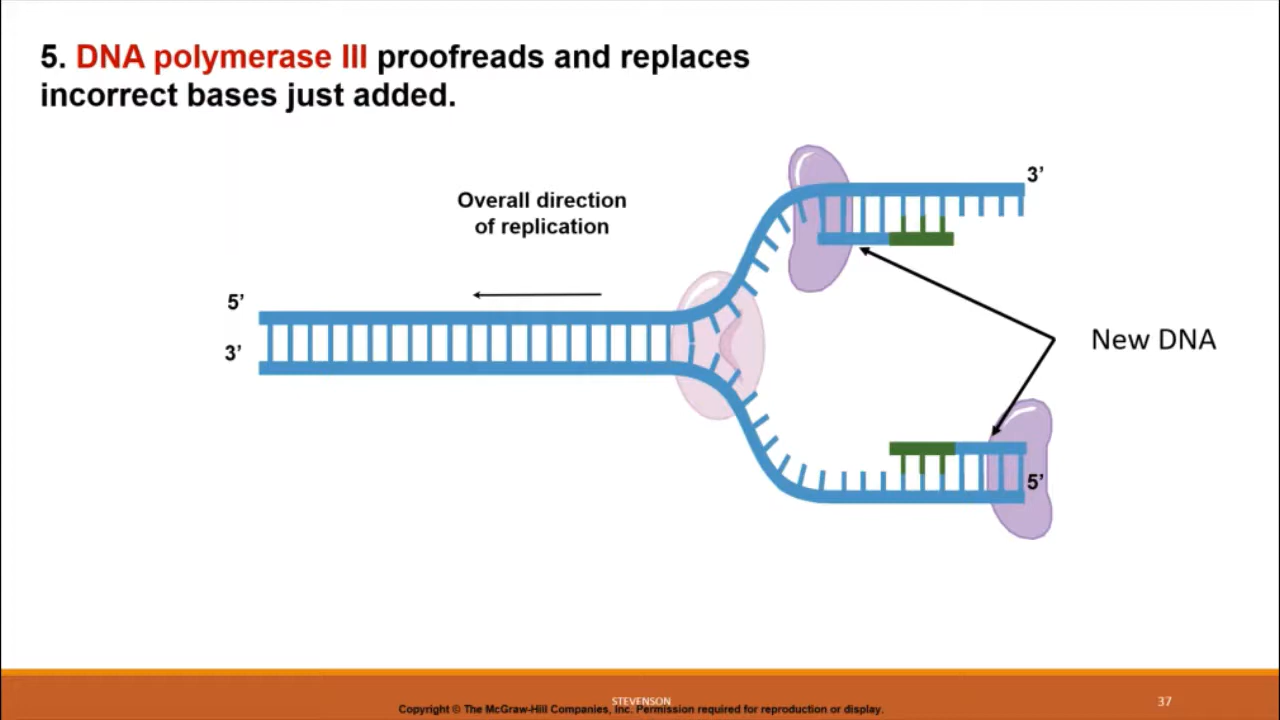 5. DNA polymerase III proofreads and replaces
incorrect bases just added.
3’
Overall direction
of replication
5’
3’
New DNA
5’
STEVENSON
37
Copyright © The McGraw-Hill Companies, Inc. Permission required for reproduction or display.